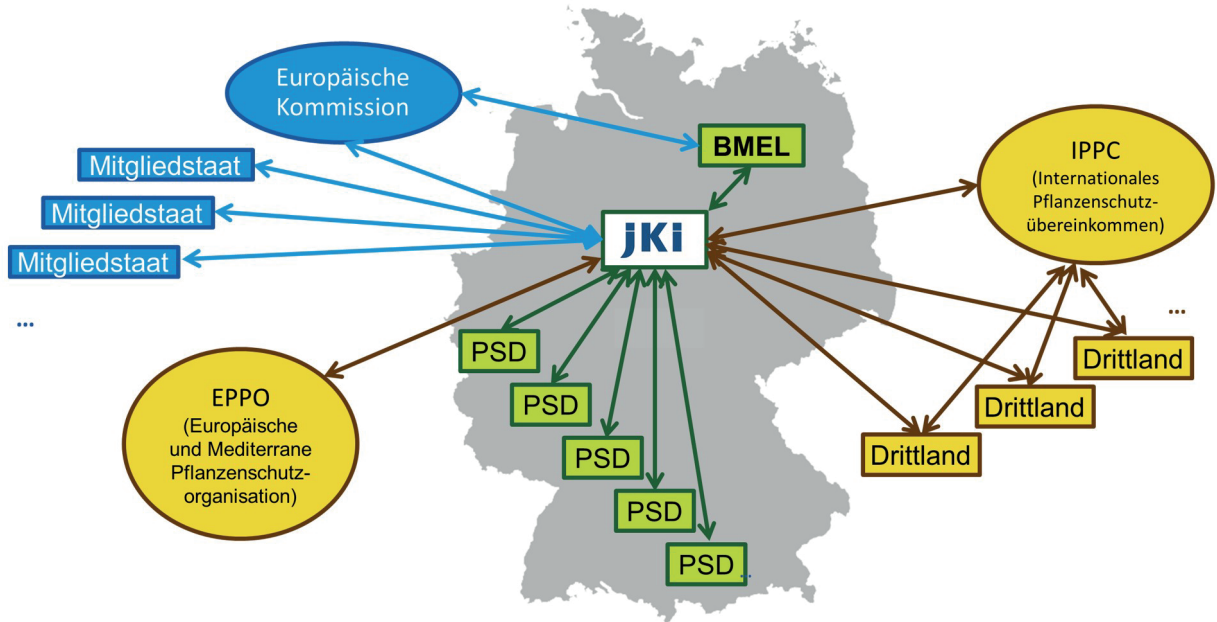 Europäische
Kommission
Mitgliedstaat
Mitgliedstaat
Mitgliedstaat
...
BMEL
jKi
IPPC
(Internationales
Pflanzenschutz-
übereinkommen)
...
Drittland
Drittland
Drittland
EPPO
(Europäische
und Mediterrane
Pflanzenschutz-
organisation)
PSD
PSD
PSD
PSD
PSD
...